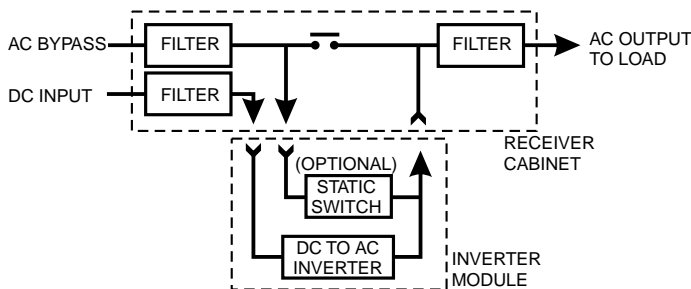 AC BYPASS
FILTER
FILTER
AC OUTPUT
TO LOAD
DC INPUT
FILTER
RECEIVER
CABINET
(OPTIONAL)
STATIC
SWITCH
DC TO AC
INVERTER
INVERTER
MODULE